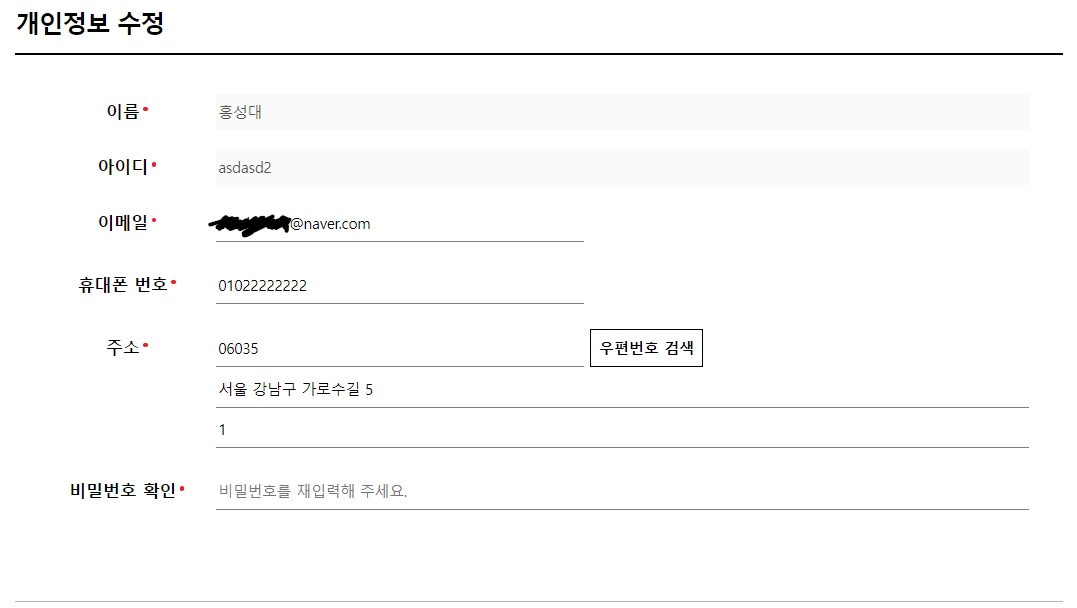 개인정보 수정
이름
홍성대
아이디
asdasd2
이메일
@naver.com
휴대폰 번호
01022222222
주소
06035
우편번호 검색
서울 강남구 가로수길 5
1
비밀번호 확인
비밀번호를 재입력해 주세요.